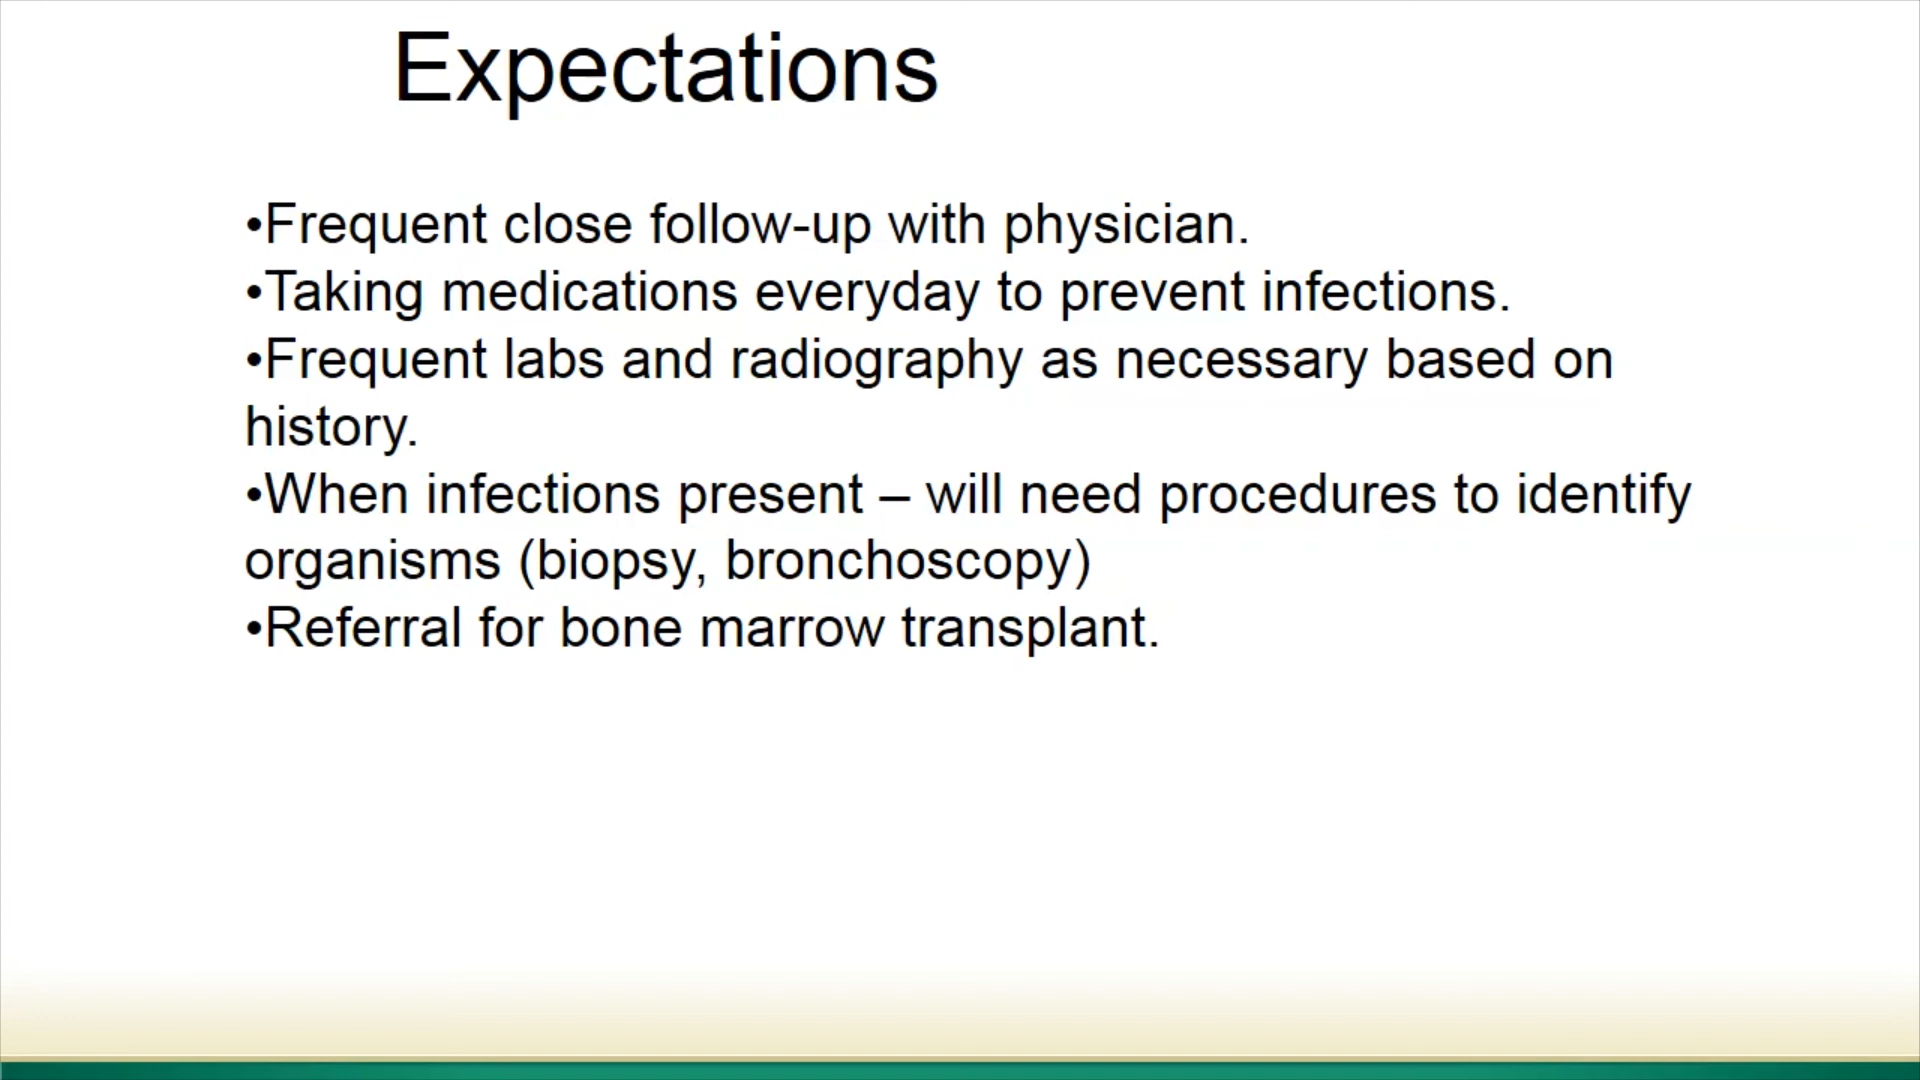 Expectations
•Frequent close follow-up with physician.
•Taking medications everyday to prevent infections.
•Frequent labs and radiography as necessary based on
history.
•When infections present – will need procedures to identify
organisms (biopsy, bronchoscopy)
•Referral for bone marrow transplant.